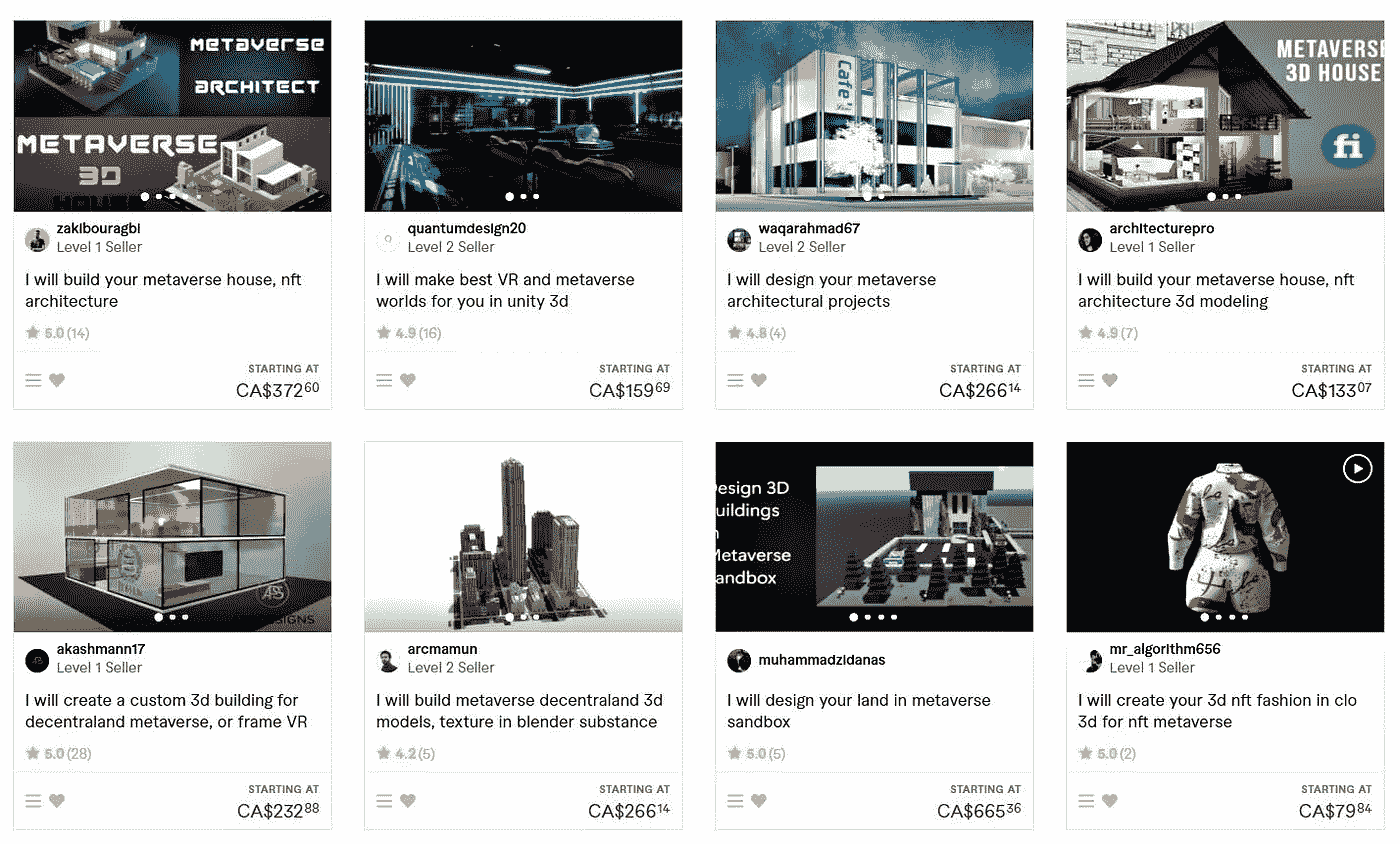 METAVERSE
ARCHITECT
METAVERSE
3D
Cafe
METAVERSE
3D HOUSE
fi
zakibouragbi
Level 1 Seller
quantumdesign20
Level 2 Seller
waqarahmad67
Level 2 Seller
architecturepro
Level 1 Seller
I will build your metaverse house, nft
architecture
I will make best VR and metaverse
worlds for you in unity 3d
I will design your metaverse
architectural projects
I will build your metaverse house, nft
architecture 3d modeling
5.0 (14)
4.9 (16)
4.8 (4)
4.9 (7)
STARTING AT
CA$372 60
STARTING AT
CA$159 69
STARTING AT
CA$266 14
STARTING AT
CA$133 07
esign 3D
uildings
n
etaverse
andbox
ABS
akashmann17
Level 1 Seller
arcmamun
Level 2 Seller
muhammadzidanas
mr_algorithm656
Level 1 Seller
I will create a custom 3d building for
decentraland metaverse, or frame VR
I will build metaverse decentraland 3d
models, texture in blender substance
I will design your land in metaverse
sandbox
I will create your 3d nft fashion in clo
3d for nft metaverse
5.0 (28)
4.2 (5)
5.0 (5)
5.0 (2)
STARTING AT
CA$232 88
STARTING AT
CA$266 14
STARTING AT
CA$665 36
STARTING AT
CA$79 84